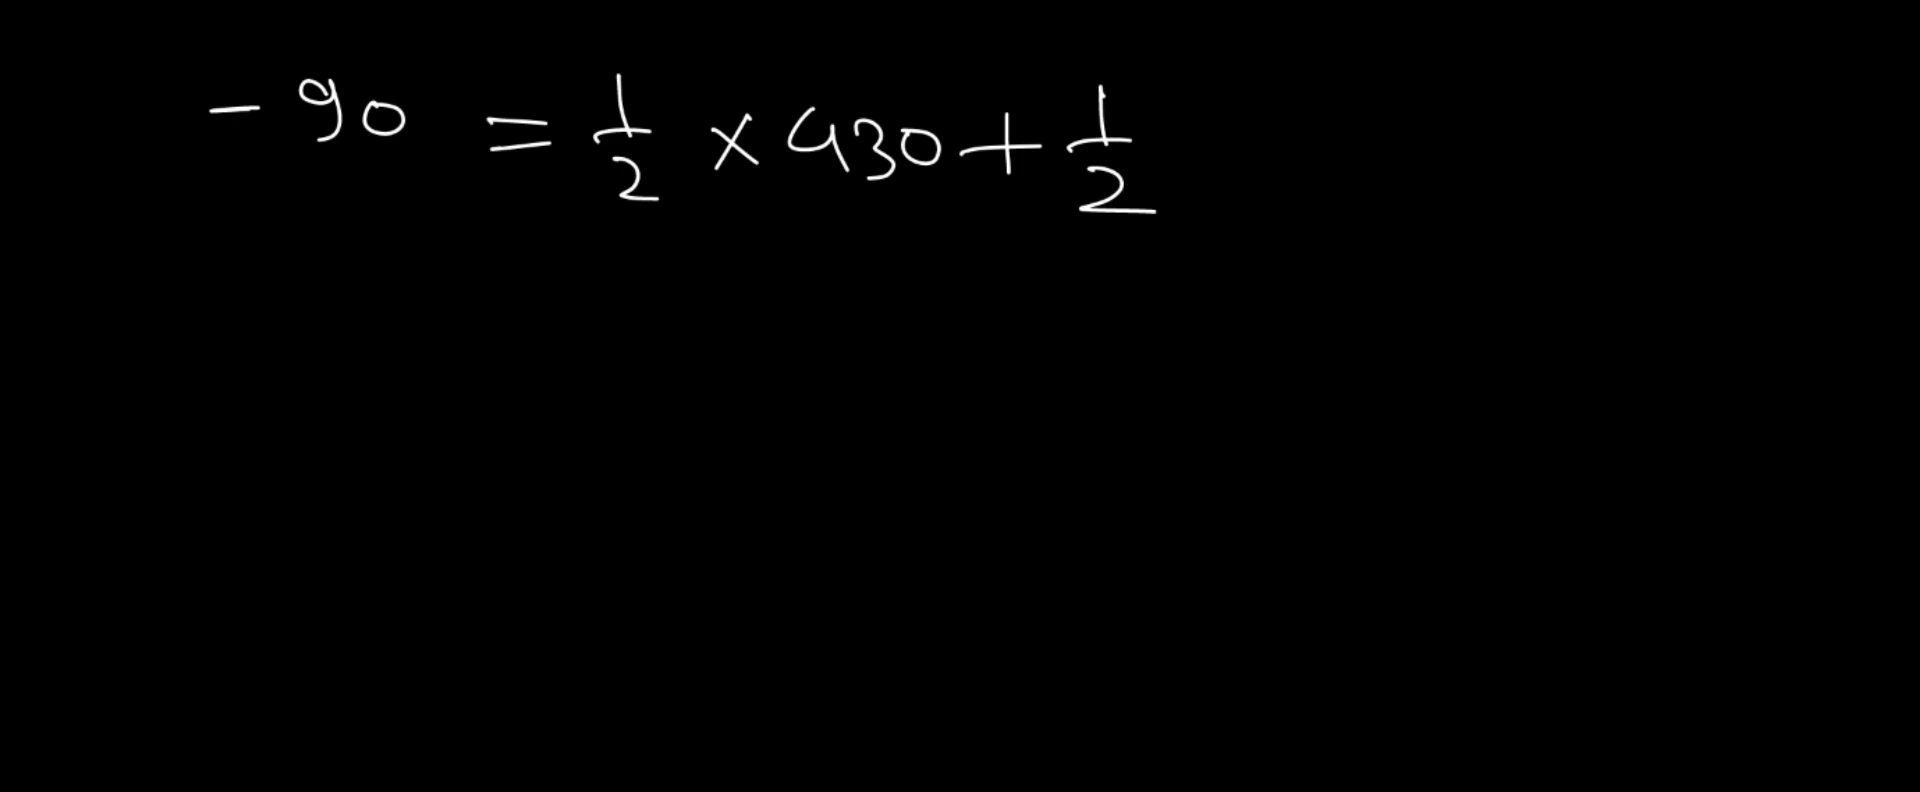 - 90 = 1/2 × 430 + 1/2